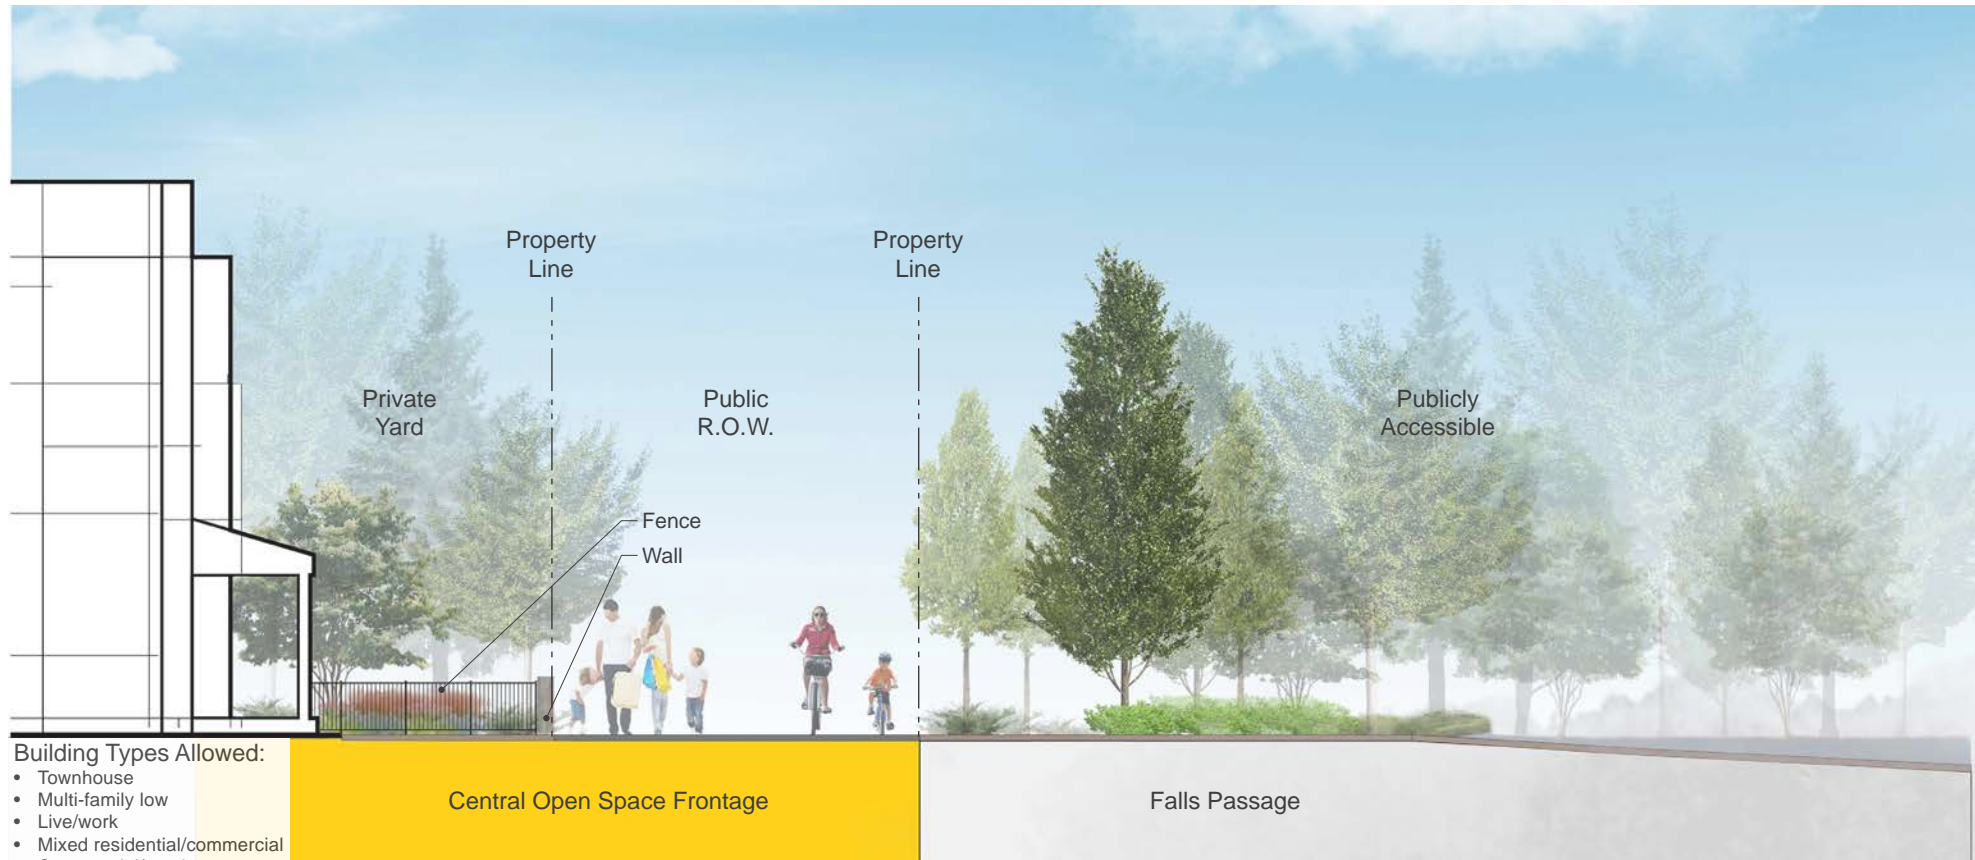 Property
Line
Property
Line
Private
Yard
Public
R.O.W.
Publicly
Accessible
Fence
Wall
Building Types Allowed:
• Townhouse
• Multi-family low
• Live/work
• Mixed residential/commercial
Central Open Space Frontage
Falls Passage